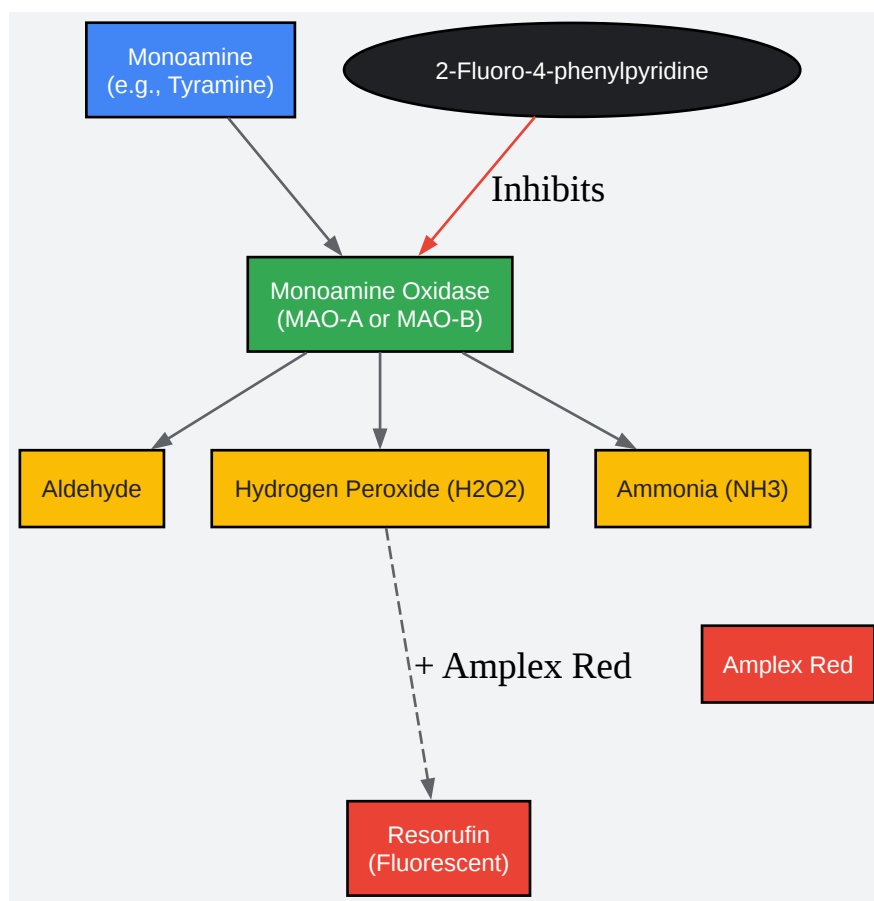 Monoamine
(e.g., Tyramine)
2-Fluoro-4-phenylpyridine
Inhibits
Monoamine Oxidase
(MAO-A or MAO-B)
Aldehyde
Hydrogen Peroxide (H2O2)
Ammonia (NH3)
+ Amplex Red
Amplex Red
Resorufin
(Fluorescent)